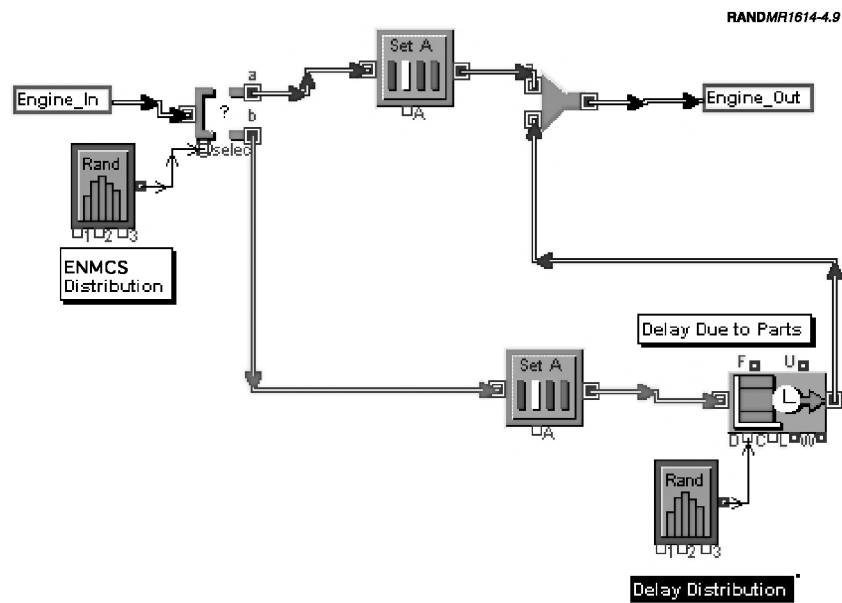 RANDMR1614-4.9
Set A
A
a
Engine_In
?
b
select
Engine_Out
Rand
1 2 3
ENMCS
Distribution
Delay Due to Parts
F U
Set A
A
D C L W
Rand
1 2 3
Delay Distribution